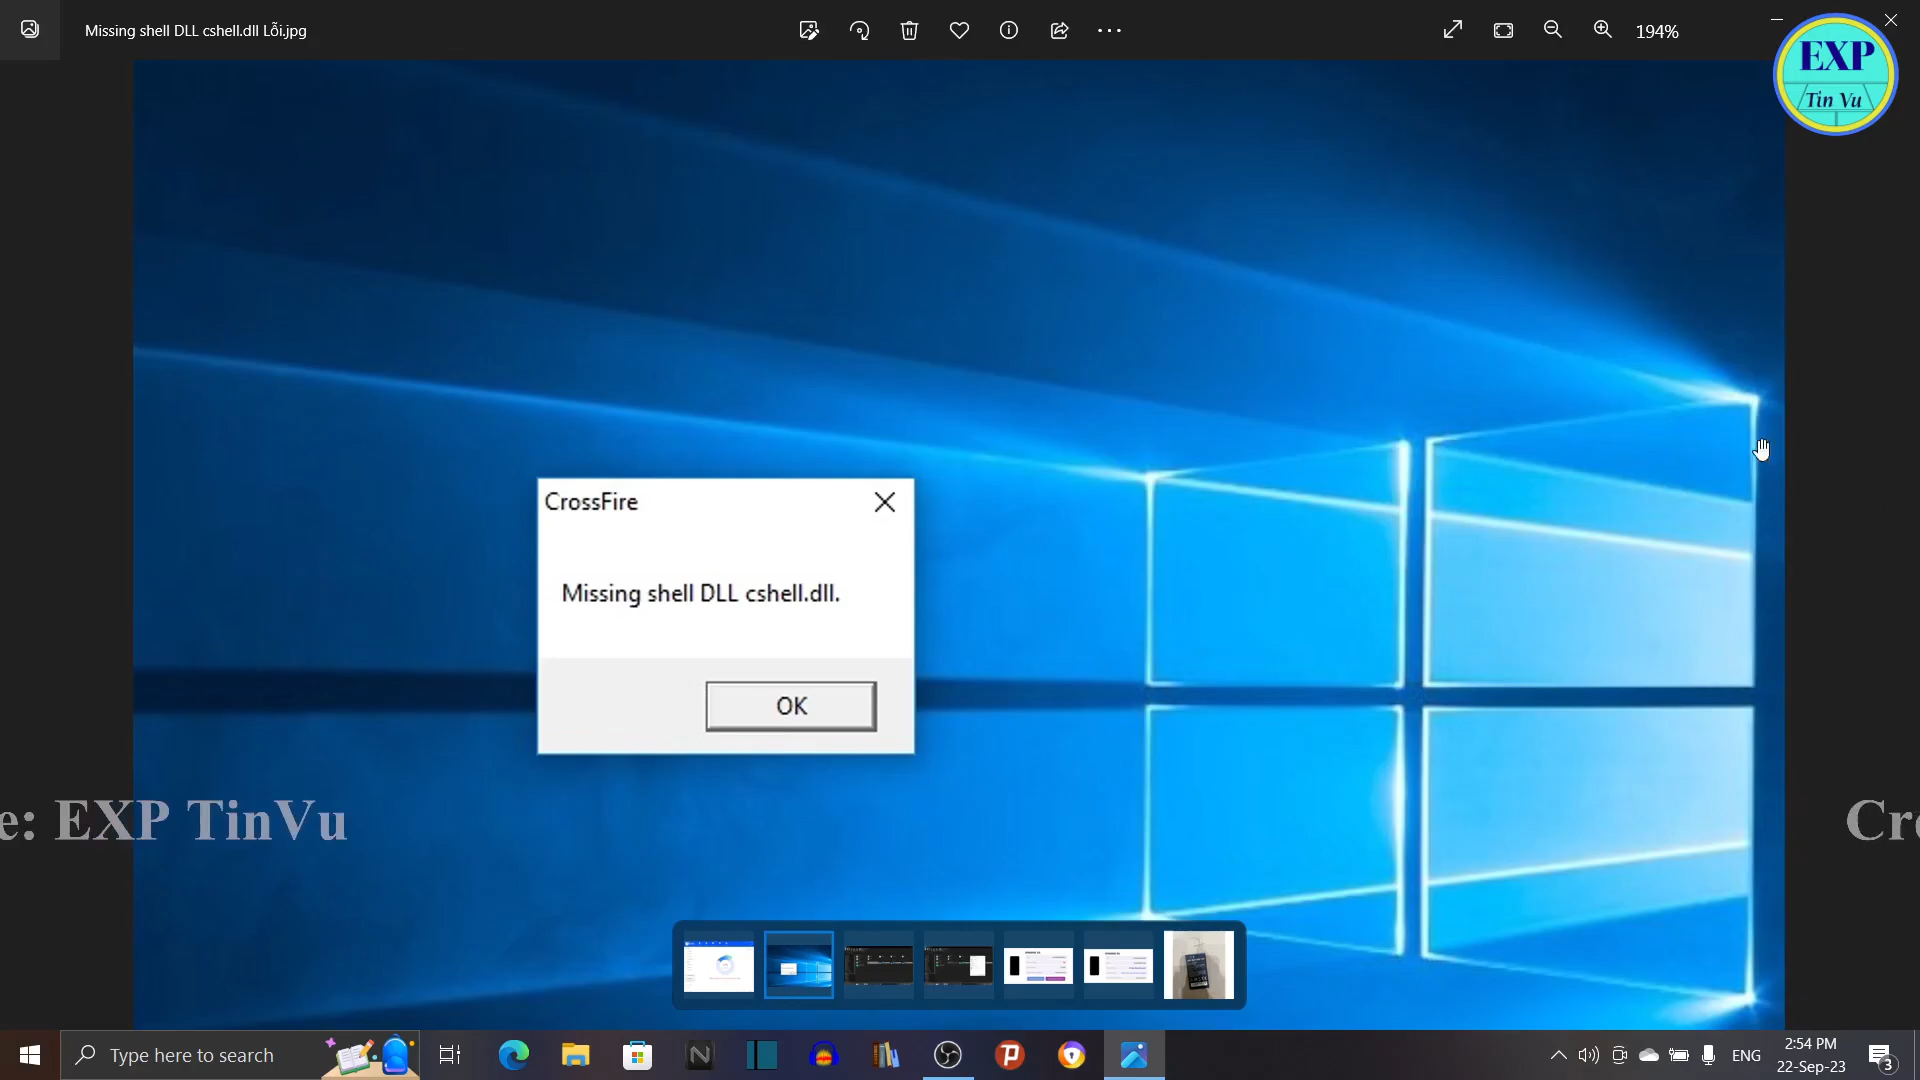 Missing shell DLL cshell.dll Lỗi.jpg
194%
EXP
Tin Vu
CrossFire
Missing shell DLL cshell.dll.
OK
e: EXP TinVu
Cr
Type here to search
ENG
2:54 PM
22-Sep-23
3